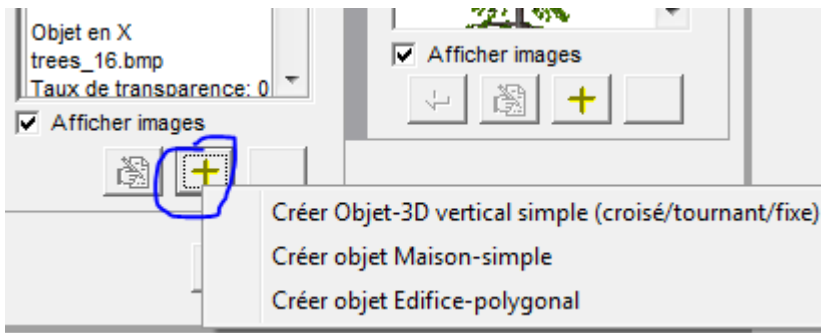 Objet en X
trees_16.bmp
Taux de transparence: 0
Afficher images
Afficher images
Créer Objet-3D vertical simple (croisé/tournant/fixe)
Créer objet Maison-simple
Créer objet Edifice-polygonal